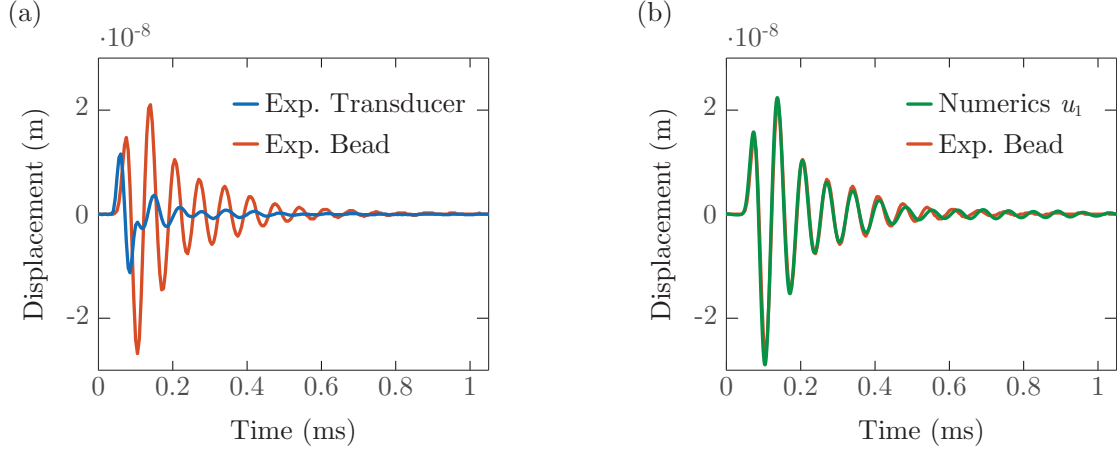 (a)
·10⁻⁸
Displacement (m)
2
0
-2
Exp. Transducer
Exp. Bead
0 0.2 0.4 0.6 0.8 1
Time (ms)
(b)
·10⁻⁸
Displacement (m)
2
0
-2
Numerics u₁
Exp. Bead
0 0.2 0.4 0.6 0.8 1
Time (ms)